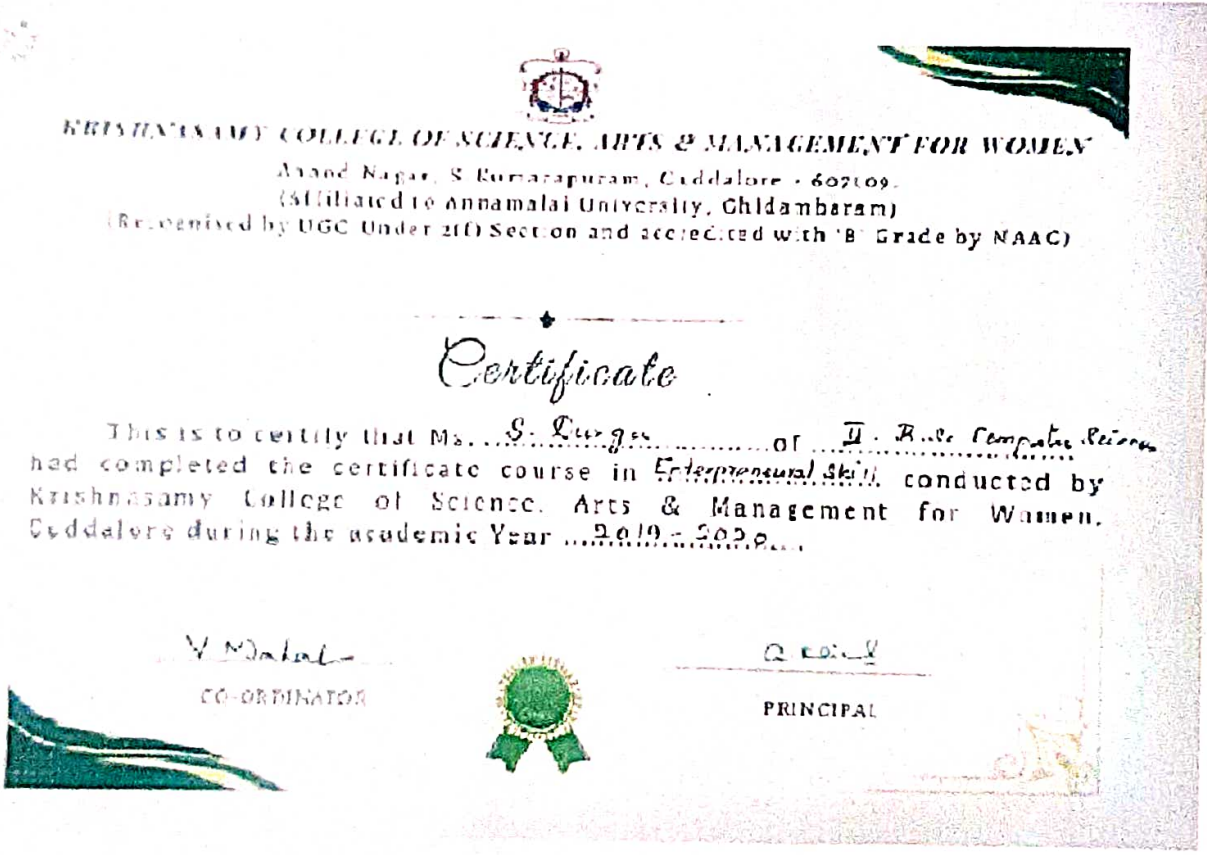 KRISHNASAMY COLLEGE OF SCIENCE, ARTS & MANAGEMENT FOR WOMEN
Anand Nagar, S. Kumarapuram, Cuddalore - 607109.
(Affiliated to Annamalai University, Chidambaram)
(Recognised by UGC Under 2(f) Section and accredited with 'B' Grade by NAAC)
Certificate
This is to certify that Ms. S. Durga of II. B.Sc Computer Science
had completed the certificate course in Enterpreneural Skill conducted by
Krishnasamy College of Science, Arts & Management for Women,
Cuddalore during the academic Year 2019 - 2020
CO-ORDINATOR
PRINCIPAL